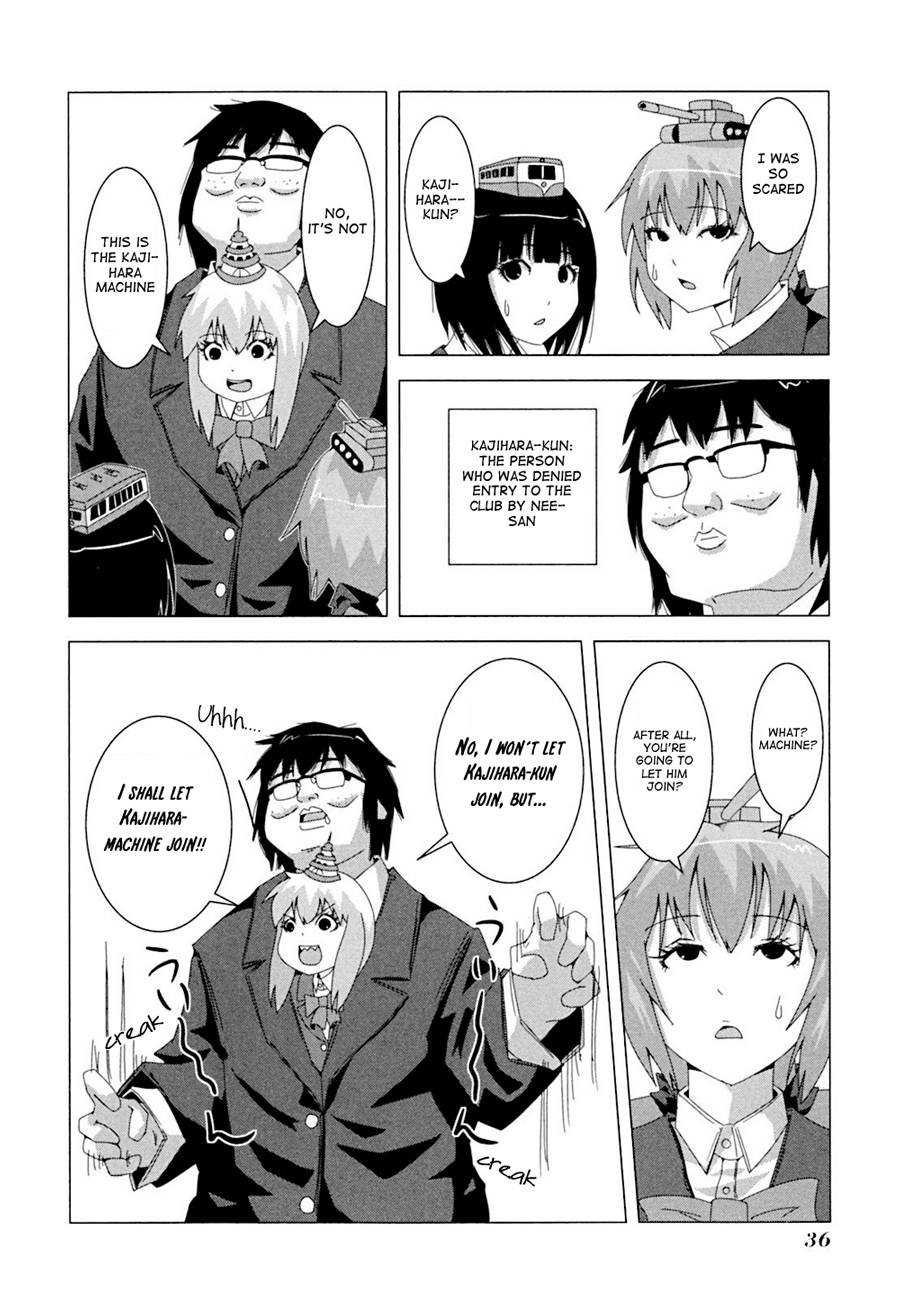 I WAS
SO
SCARED
KAJI-
HARA--
KUN?
KAJIHARA-KUN:
THE PERSON
WHO WAS DENIED
ENTRY TO THE
CLUB BY NEE-
SAN
NO,
IT'S NOT
THIS IS
THE KAJI-
HARA
MACHINE
WHAT?
MACHINE?
AFTER ALL,
YOU'RE
GOING TO
LET HIM
JOIN?
NO, I WON'T LET
KAJIHARA-KUN
JOIN, BUT...
Uhhh....
I SHALL LET
KAJIHARA-
MACHINE JOIN!!
creak
creak
36